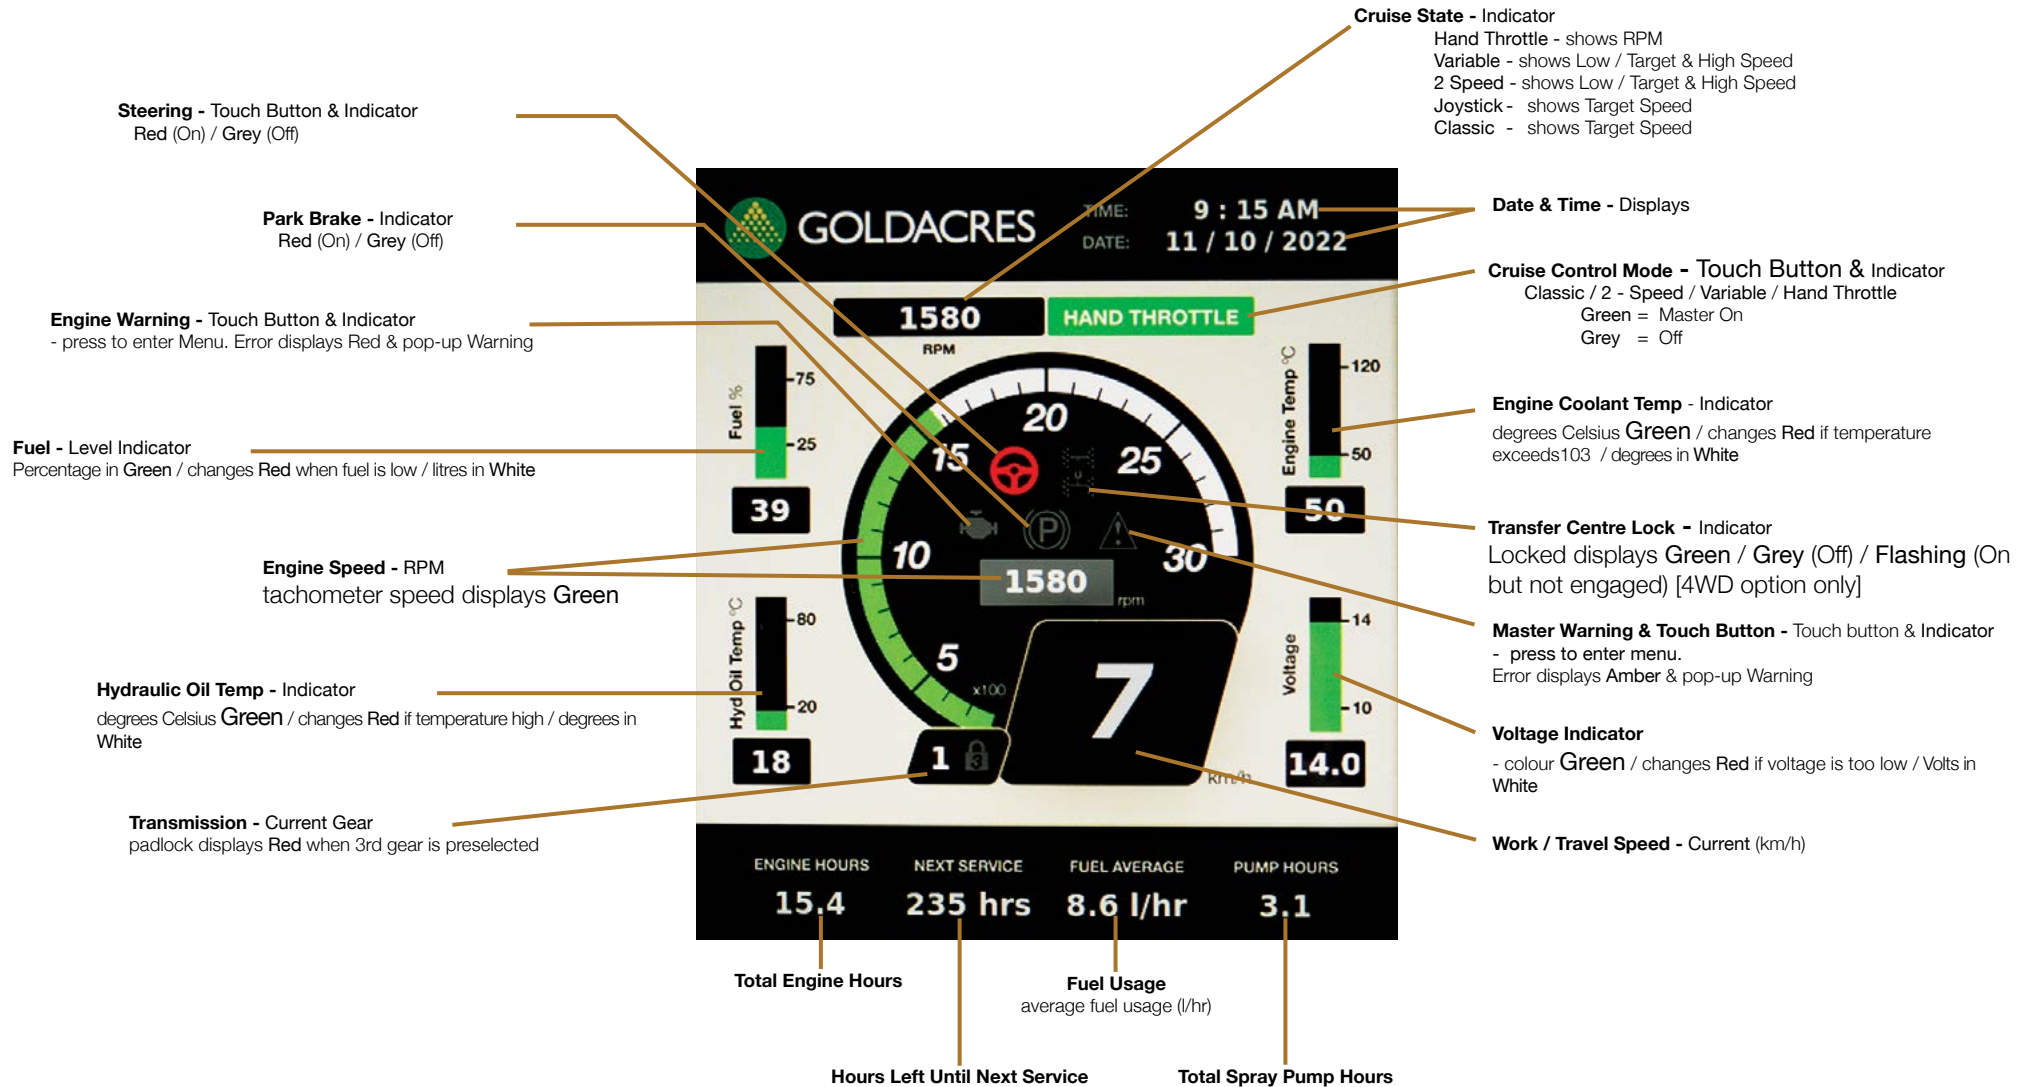 Cruise State - Indicator
Hand Throttle - shows RPM
Variable - shows Low / Target & High Speed
2 Speed - shows Low / Target & High Speed
Joystick - shows Target Speed
Classic - shows Target Speed
Steering - Touch Button & Indicator
Red (On) / Grey (Off)
Park Brake - Indicator
Red (On) / Grey (Off)
Engine Warning - Touch Button & Indicator
- press to enter Menu. Error displays Red & pop-up Warning
Fuel - Level Indicator
Percentage in Green / changes Red when fuel is low / litres in White
Engine Speed - RPM
tachometer speed displays Green
Hydraulic Oil Temp - Indicator
degrees Celsius Green / changes Red if temperature high / degrees in
White
Transmission - Current Gear
padlock displays Red when 3rd gear is preselected
GOLDACRES
TIME: 9 : 15 AM
DATE: 11 / 10 / 2022
1580
HAND THROTTLE
RPM
Fuel %
75
25
39
Engine Temp °C
120
50
50
5
10
15
20
25
30
P
1580
rpm
x100
Hyd Oil Temp °C
80
20
18
1
3
7
km/h
Voltage
14
10
14.0
ENGINE HOURS
NEXT SERVICE
FUEL AVERAGE
PUMP HOURS
15.4
235 hrs
8.6 l/hr
3.1
Date & Time - Displays
Cruise Control Mode - Touch Button & Indicator
Classic / 2 - Speed / Variable / Hand Throttle
Green = Master On
Grey = Off
Engine Coolant Temp - Indicator
degrees Celsius Green / changes Red if temperature
exceeds103 / degrees in White
Transfer Centre Lock - Indicator
Locked displays Green / Grey (Off) / Flashing (On
but not engaged) [4WD option only]
Master Warning & Touch Button - Touch button & Indicator
- press to enter menu.
Error displays Amber & pop-up Warning
Voltage Indicator
- colour Green / changes Red if voltage is too low / Volts in
White
Work / Travel Speed - Current (km/h)
Total Engine Hours
Fuel Usage
average fuel usage (l/hr)
Hours Left Until Next Service
Total Spray Pump Hours